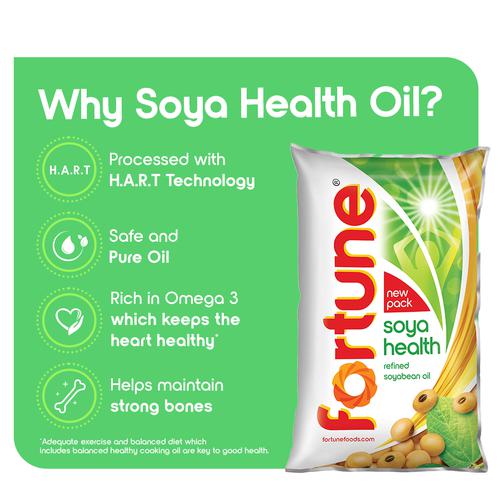 Why Soya Health Oil?
H.A.R.T
Processed with
H.A.R.T Technology
Safe and
Pure Oil
Rich in Omega 3
which keeps the
heart healthy*
Helps maintain
strong bones
*Adequate exercise and balanced diet which
includes balanced healthy cooking oil are key to good health.
fortune®
new
pack
soya
health
refined
soyabean oil
fortunefoods.com